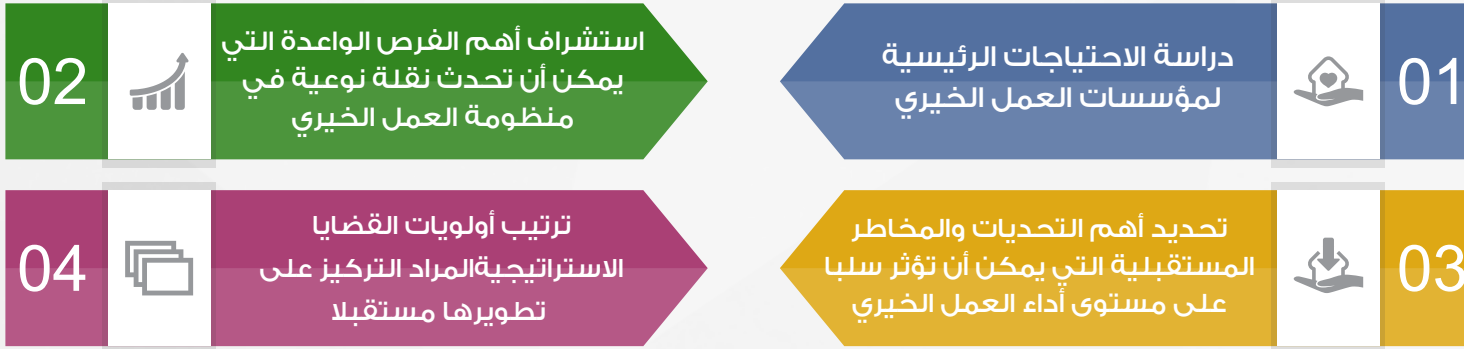 01
دراسة الاحتياجات الرئيسية
لمؤسسات العمل الخيري
02
استشراف أهم الفرص الواعدة التي
يمكن أن تحدث نقلة نوعية في
منظومة العمل الخيري
03
تحديد أهم التحديات والمخاطر
المستقبلية التي يمكن أن تؤثر سلبا
على مستوى أداء العمل الخيري
04
ترتيب أولويات القضايا
الاستراتيجيةالمراد التركيز على
تطويرها مستقبلا